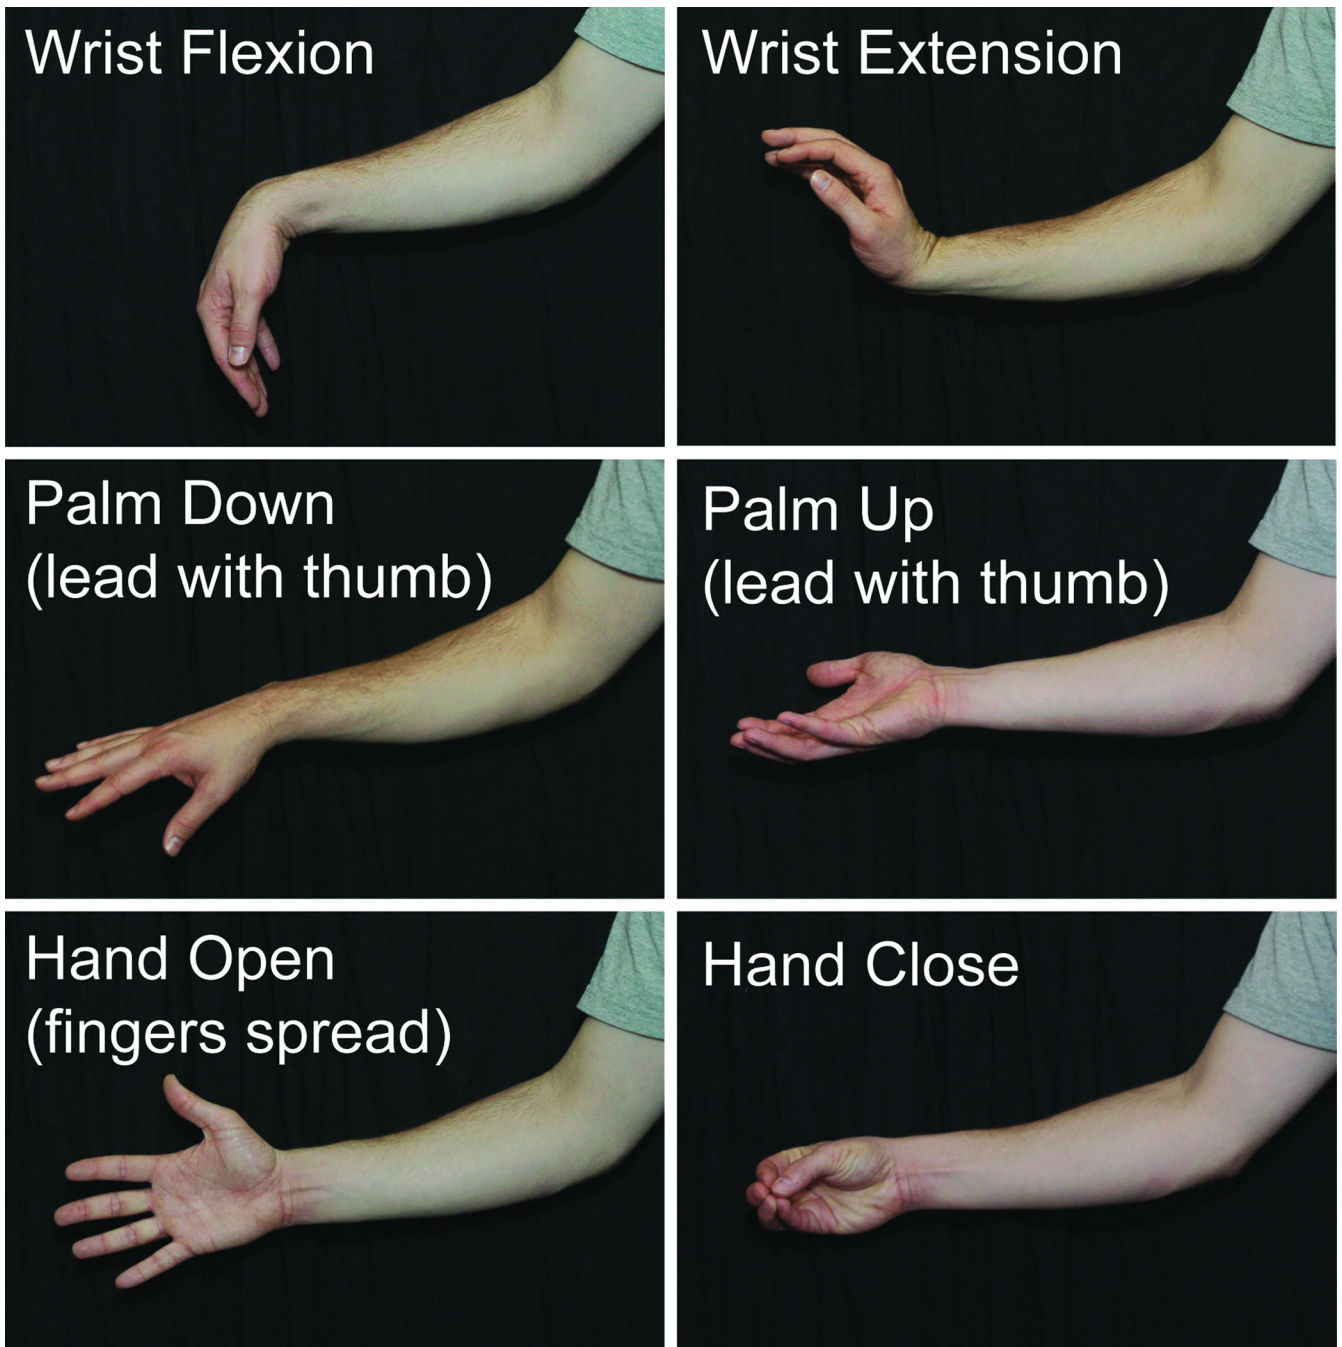 Wrist Flexion
Wrist Extension
Palm Down
(lead with thumb)
Palm Up
(lead with thumb)
Hand Open
(fingers spread)
Hand Close